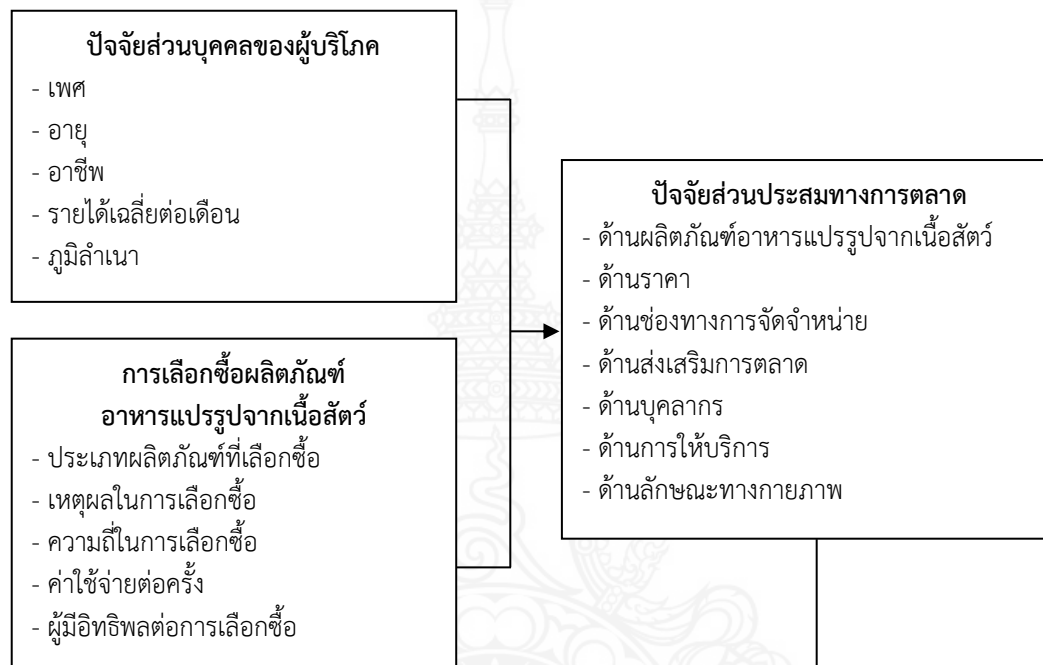 ปัจจัยส่วนบุคคลของผู้บริโภค
- เพศ
- อายุ
- อาชีพ
- รายได้เฉลี่ยต่อเดือน
- ภูมิลำเนา
การเลือกซื้อผลิตภัณฑ์
อาหารแปรรูปจากเนื้อสัตว์
- ประเภทผลิตภัณฑ์ที่เลือกซื้อ
- เหตุผลในการเลือกซื้อ
- ความถี่ในการเลือกซื้อ
- ค่าใช้จ่ายต่อครั้ง
- ผู้มีอิทธิพลต่อการเลือกซื้อ
ปัจจัยส่วนประสมทางการตลาด
- ด้านผลิตภัณฑ์อาหารแปรรูปจากเนื้อสัตว์
- ด้านราคา
- ด้านช่องทางการจัดจำหน่าย
- ด้านส่งเสริมการตลาด
- ด้านบุคลากร
- ด้านการให้บริการ
- ด้านลักษณะทางกายภาพ